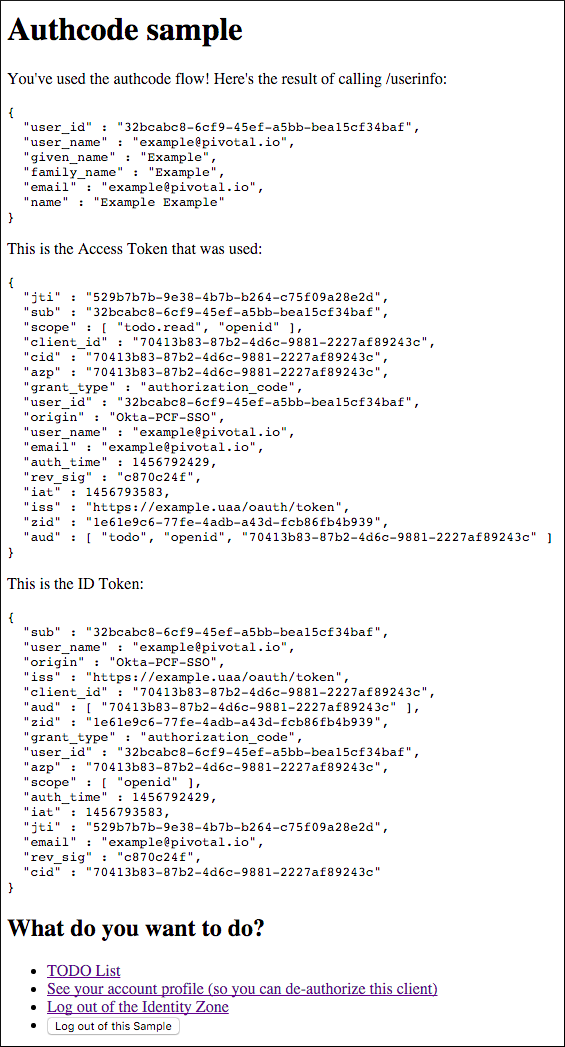 Authcode sample
You've used the authcode flow! Here's the result of calling /userinfo:
{
  "user_id" : "32bcabc8-6cf9-45ef-a5bb-bea15cf34baf",
  "user_name" : "example@pivotal.io",
  "given_name" : "Example",
  "family_name" : "Example",
  "email" : "example@pivotal.io",
  "name" : "Example Example"
}
This is the Access Token that was used:
{
  "jti" : "529b7b7b-9e38-4b7b-b264-c75f09a28e2d",
  "sub" : "32bcabc8-6cf9-45ef-a5bb-bea15cf34baf",
  "scope" : [ "todo.read", "openid" ],
  "client_id" : "70413b83-87b2-4d6c-9881-2227af89243c",
  "cid" : "70413b83-87b2-4d6c-9881-2227af89243c",
  "azp" : "70413b83-87b2-4d6c-9881-2227af89243c",
  "grant_type" : "authorization_code",
  "user_id" : "32bcabc8-6cf9-45ef-a5bb-bea15cf34baf",
  "origin" : "Okta-PCF-SSO",
  "user_name" : "example@pivotal.io",
  "email" : "example@pivotal.io",
  "auth_time" : 1456792429,
  "rev_sig" : "c870c24f",
  "iat" : 1456793583,
  "iss" : "https://example.uaa/oauth/token",
  "zid" : "1e61e9c6-77fe-4adb-a43d-fcb86fb4b939",
  "aud" : [ "todo", "openid", "70413b83-87b2-4d6c-9881-2227af89243c" ]
}
This is the ID Token:
{
  "sub" : "32bcabc8-6cf9-45ef-a5bb-bea15cf34baf",
  "user_name" : "example@pivotal.io",
  "origin" : "Okta-PCF-SSO",
  "iss" : "https://example.uaa/oauth/token",
  "client_id" : "70413b83-87b2-4d6c-9881-2227af89243c",
  "aud" : [ "70413b83-87b2-4d6c-9881-2227af89243c" ],
  "zid" : "1e61e9c6-77fe-4adb-a43d-fcb86fb4b939",
  "grant_type" : "authorization_code",
  "user_id" : "32bcabc8-6cf9-45ef-a5bb-bea15cf34baf",
  "azp" : "70413b83-87b2-4d6c-9881-2227af89243c",
  "scope" : [ "openid" ],
  "auth_time" : 1456792429,
  "iat" : 1456793583,
  "jti" : "529b7b7b-9e38-4b7b-b264-c75f09a28e2d",
  "email" : "example@pivotal.io",
  "rev_sig" : "c870c24f",
  "cid" : "70413b83-87b2-4d6c-9881-2227af89243c"
}
What do you want to do?
• TODO List
• See your account profile (so you can de-authorize this client)
• Log out of the Identity Zone
• Log out of this Sample